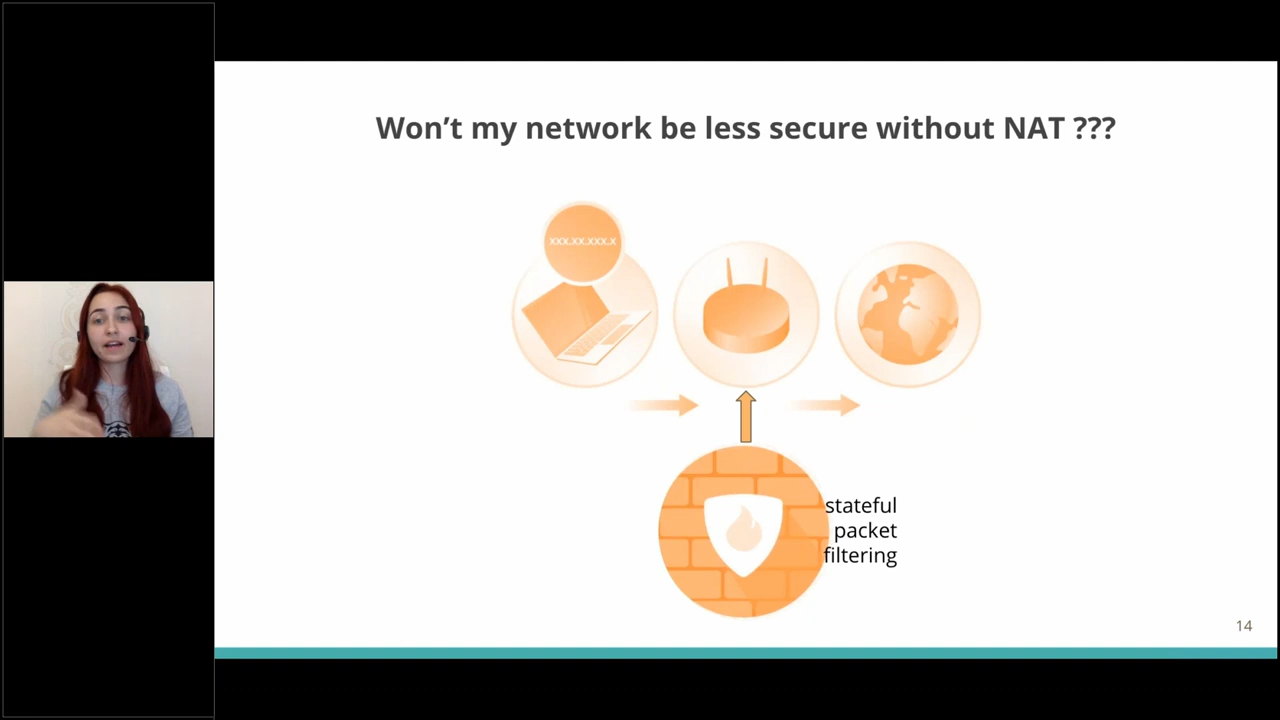 Won’t my network be less secure without NAT ???
xxx.xx.xxx.x
stateful
packet
filtering
14